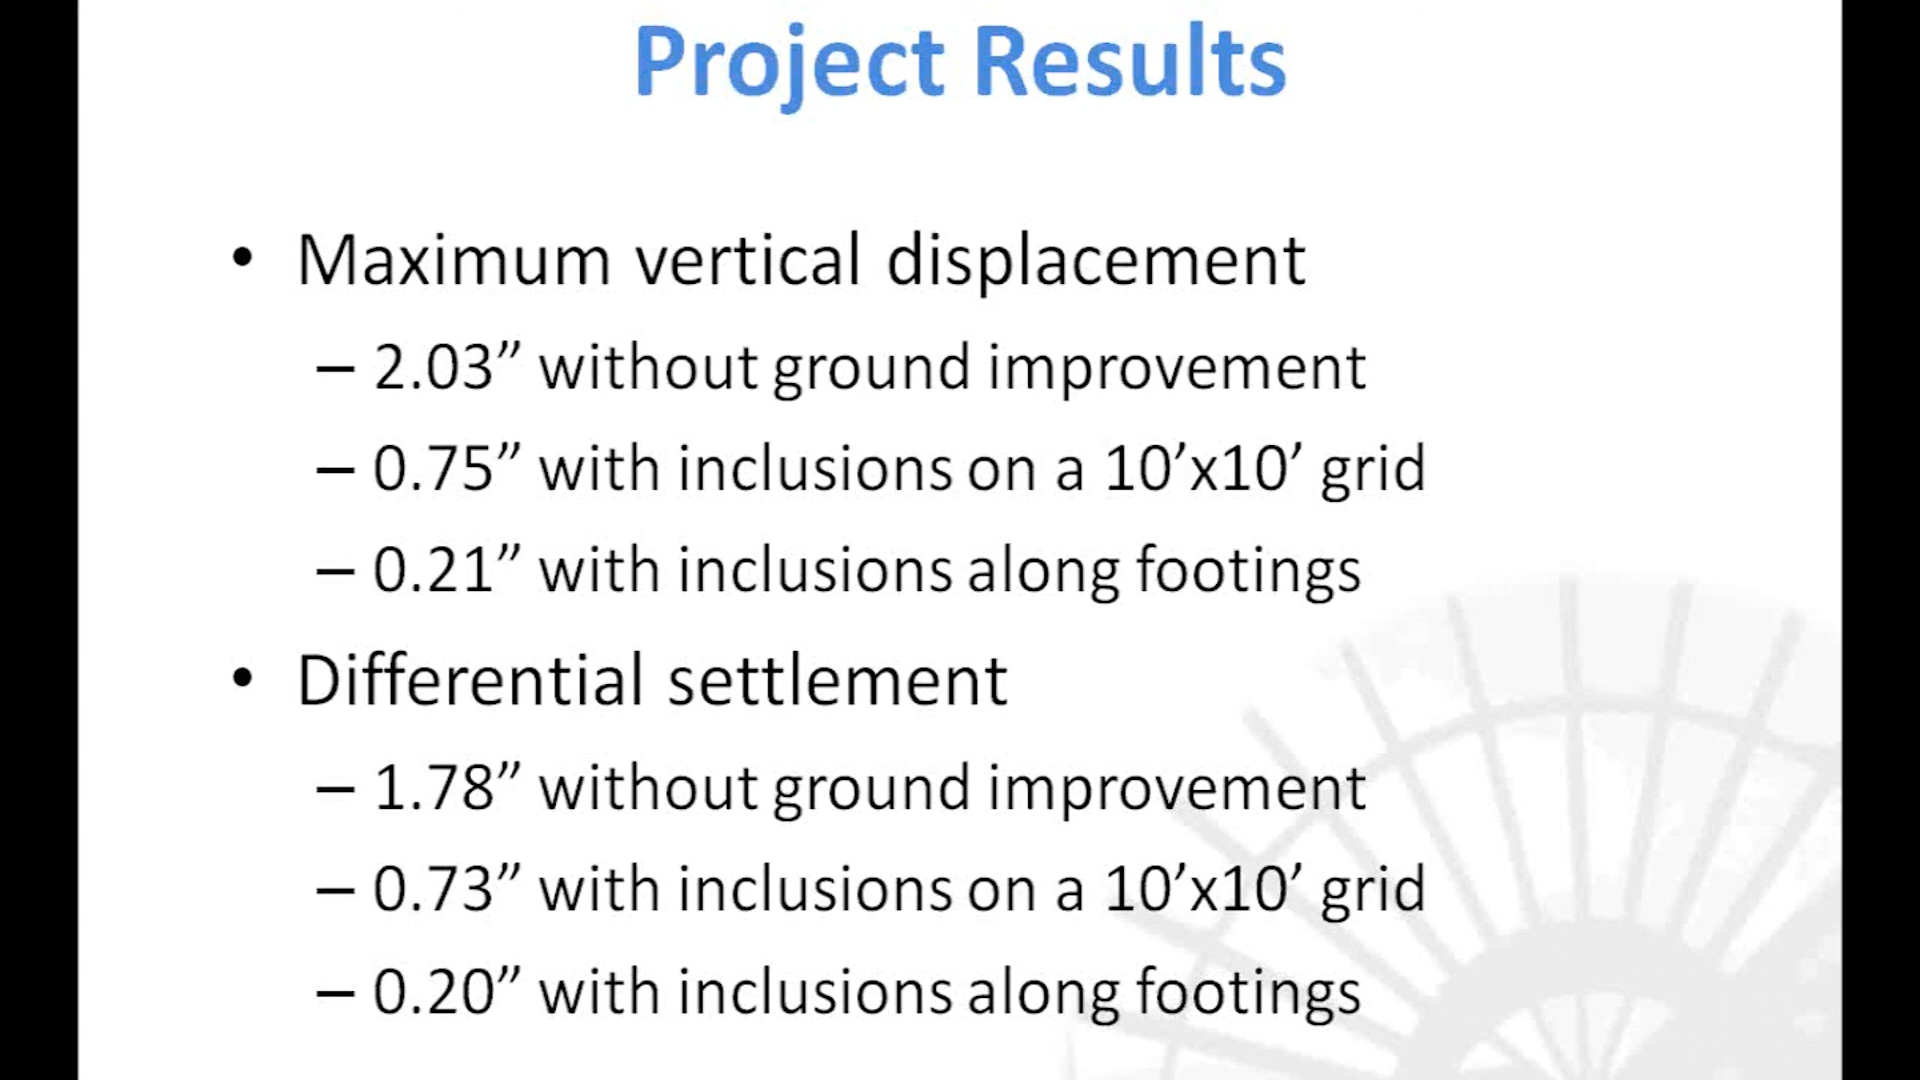 Project Results
• Maximum vertical displacement
– 2.03” without ground improvement
– 0.75” with inclusions on a 10’x10’ grid
– 0.21” with inclusions along footings
• Differential settlement
– 1.78” without ground improvement
– 0.73” with inclusions on a 10’x10’ grid
– 0.20” with inclusions along footings